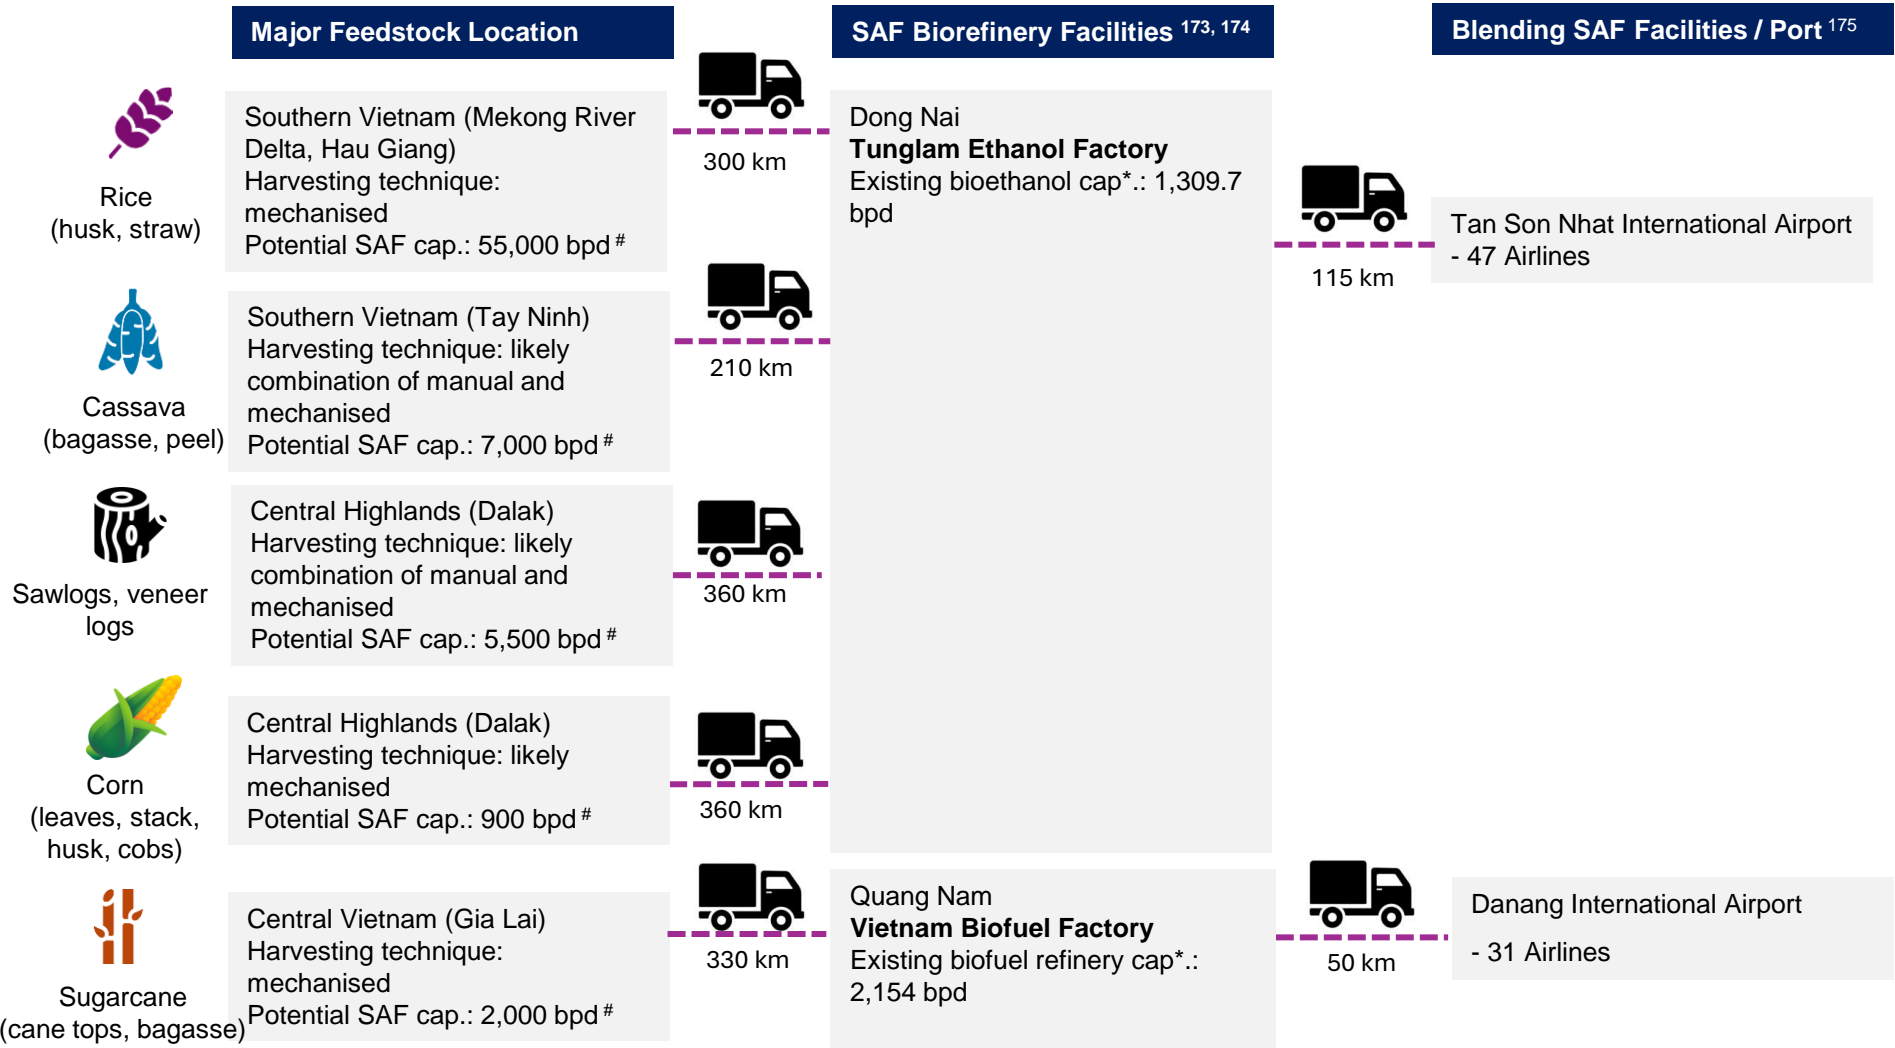 Major Feedstock Location
SAF Biorefinery Facilities 173, 174
Blending SAF Facilities / Port 175
Rice
(husk, straw)
Southern Vietnam (Mekong River
Delta, Hau Giang)
Harvesting technique:
mechanised
Potential SAF cap.: 55,000 bpd #
300 km
Dong Nai
Tunglam Ethanol Factory
Existing bioethanol cap*.: 1,309.7
bpd
115 km
Tan Son Nhat International Airport
- 47 Airlines
Cassava
(bagasse, peel)
Southern Vietnam (Tay Ninh)
Harvesting technique: likely
combination of manual and
mechanised
Potential SAF cap.: 7,000 bpd #
210 km
Sawlogs, veneer
logs
Central Highlands (Dalak)
Harvesting technique: likely
combination of manual and
mechanised
Potential SAF cap.: 5,500 bpd #
360 km
Corn
(leaves, stack,
husk, cobs)
Central Highlands (Dalak)
Harvesting technique: likely
mechanised
Potential SAF cap.: 900 bpd #
360 km
Sugarcane
(cane tops, bagasse)
Central Vietnam (Gia Lai)
Harvesting technique:
mechanised
Potential SAF cap.: 2,000 bpd #
330 km
Quang Nam
Vietnam Biofuel Factory
Existing biofuel refinery cap*.:
2,154 bpd
50 km
Danang International Airport
- 31 Airlines